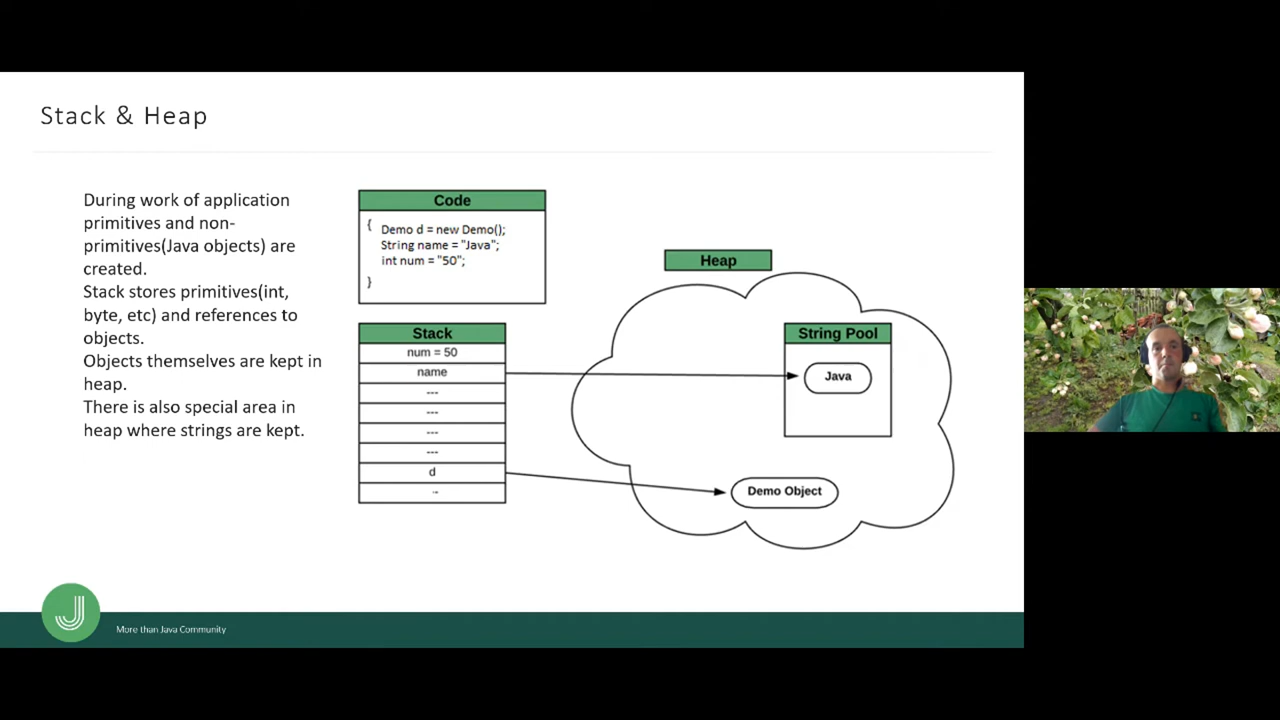 Stack & Heap
During work of application
primitives and non-
primitives(Java objects) are
created.
Stack stores primitives(int,
byte, etc) and references to
objects.
Objects themselves are kept in
heap.
There is also special area in
heap where strings are kept.
Code
{ Demo d = new Demo();
String name = "Java";
int num = "50";
}
Stack
num = 50
name
---
---
---
---
d
--
Heap
String Pool
Java
Demo Object
J
More than Java Community